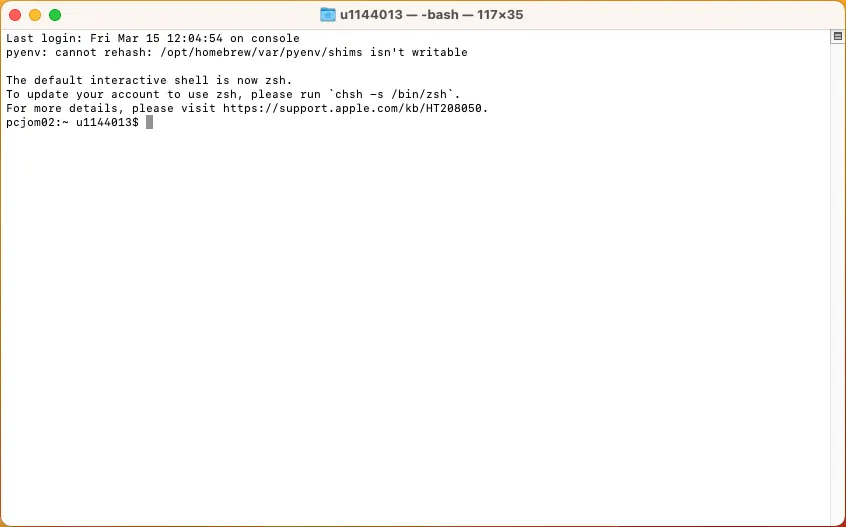 u1144013 — -bash — 117×35
Last login: Fri Mar 15 12:04:54 on console
pyenv: cannot rehash: /opt/homebrew/var/pyenv/shims isn't writable
The default interactive shell is now zsh.
To update your account to use zsh, please run `chsh -s /bin/zsh`.
For more details, please visit https://support.apple.com/kb/HT208050.
pcjom02:~ u1144013$